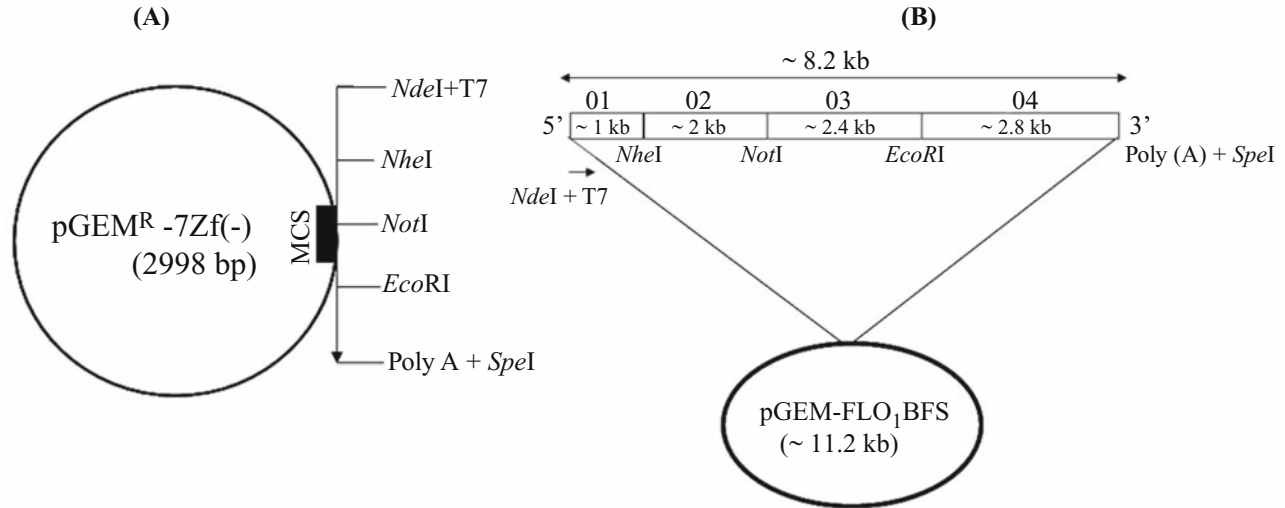 (A)
NdeI+T7
NheI
NotI
EcoRI
Poly A + SpeI
MCS
pGEMᴿ -7Zf(-)
(2998 bp)
(B)
~ 8.2 kb
01 02 03 04
5’ ~ 1 kb ~ 2 kb ~ 2.4 kb ~ 2.8 kb 3’
NheI NotI EcoRI Poly (A) + SpeI
NdeI + T7
pGEM-FLO₁BFS
(~ 11.2 kb)